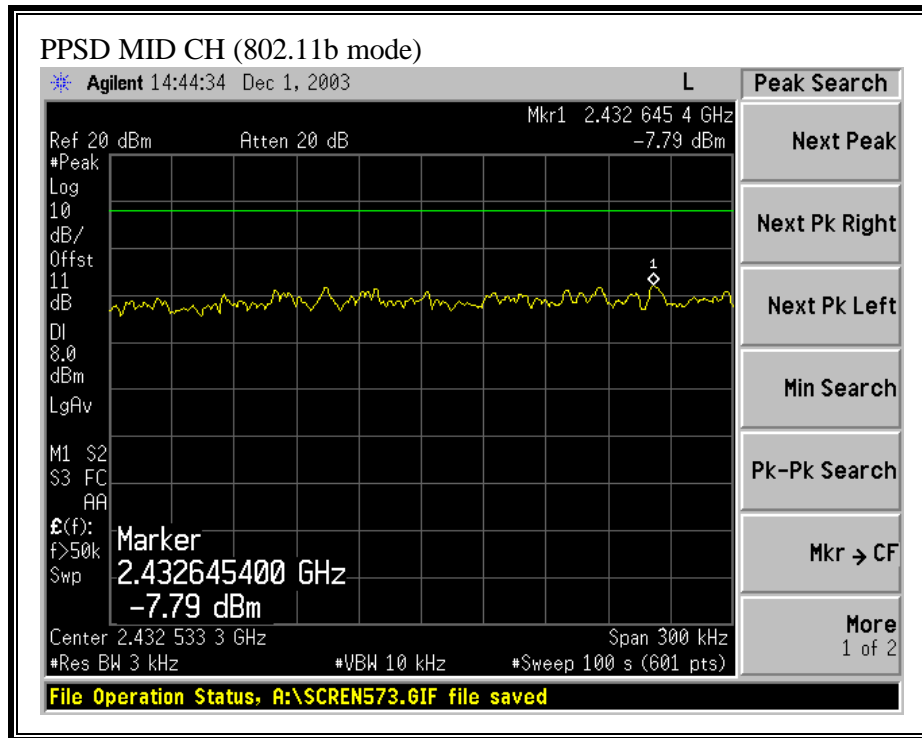 PPSD MID CH (802.11b mode)
Agilent 14:44:34 Dec 1, 2003 L
Peak Search
Mkr1 2.432 645 4 GHz
Ref 20 dBm Atten 20 dB -7.79 dBm
#Peak
Log
10
dB/
Offst
11
dB
DI
8.0
dBm
LgAv
M1 S2
S3 FC
AA
£(f):
f>50k
Swp
1
Marker
2.432645400 GHz
-7.79 dBm
Center 2.432 533 3 GHz Span 300 kHz
#Res BW 3 kHz #VBW 10 kHz #Sweep 100 s (601 pts)
Next Peak
Next Pk Right
Next Pk Left
Min Search
Pk-Pk Search
Mkr → CF
More
1 of 2
File Operation Status, A:\SCREN573.GIF file saved